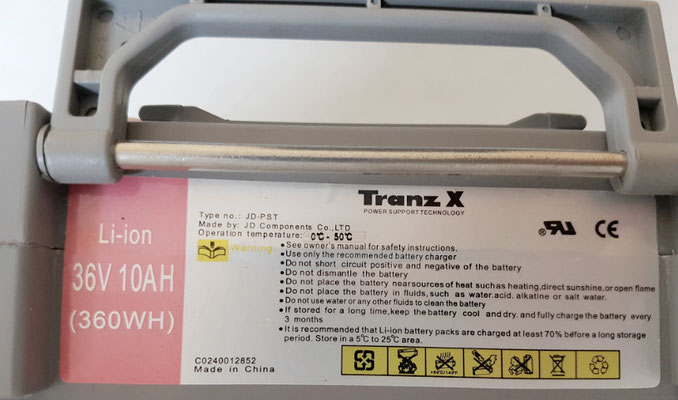 Tranz X
POWER SUPPORT TECHNOLOGY
Type no.: JD-PST
Made by: JD Components Co.,LTD
Operation temperature: 0℃- 50℃
Li-ion
36V 10AH
(360WH)
Warning
•See owner's manual for safety instructions.
•Use only the recommended battery charger
•Do not short circuit positive and negative of the battery
•Do not dismantle the battery
•Do not place the battery near sources of heat such as heating,direct sunshine,or open flame
•Do not place the battery in fluids, such as water.acid. alkatine or salt water.
•Do not use water or any other fluids to clean the battery
•If stored for a long time,keep the battery cool and dry. and fully charge the battery every
3 months
•It is recommended that Li-ion battery packs are charged at least 70% before a long storage
period. Store in a 5℃ to 25℃ area.
C0240012852
Made in China